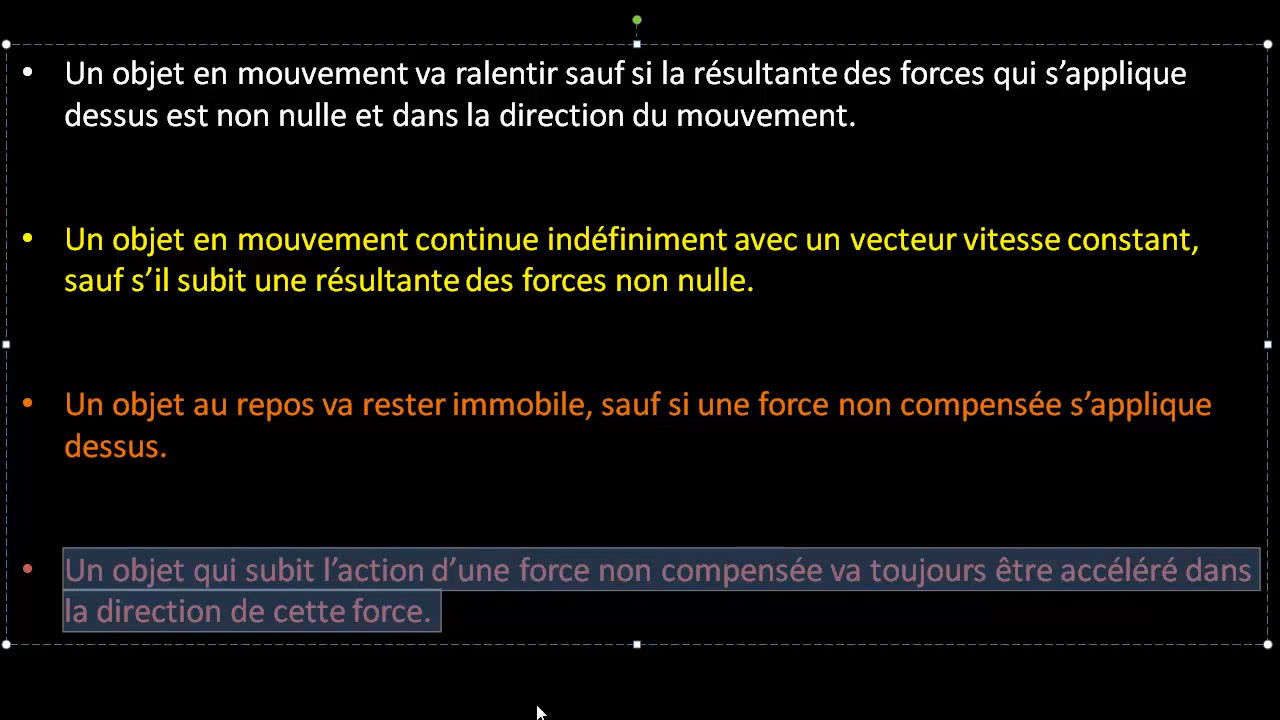 • Un objet en mouvement va ralentir sauf si la résultante des forces qui s’applique
dessus est non nulle et dans la direction du mouvement.
• Un objet en mouvement continue indéfiniment avec un vecteur vitesse constant,
sauf s’il subit une résultante des forces non nulle.
• Un objet au repos va rester immobile, sauf si une force non compensée s’applique
dessus.
• Un objet qui subit l’action d’une force non compensée va toujours être accéléré dans
la direction de cette force.